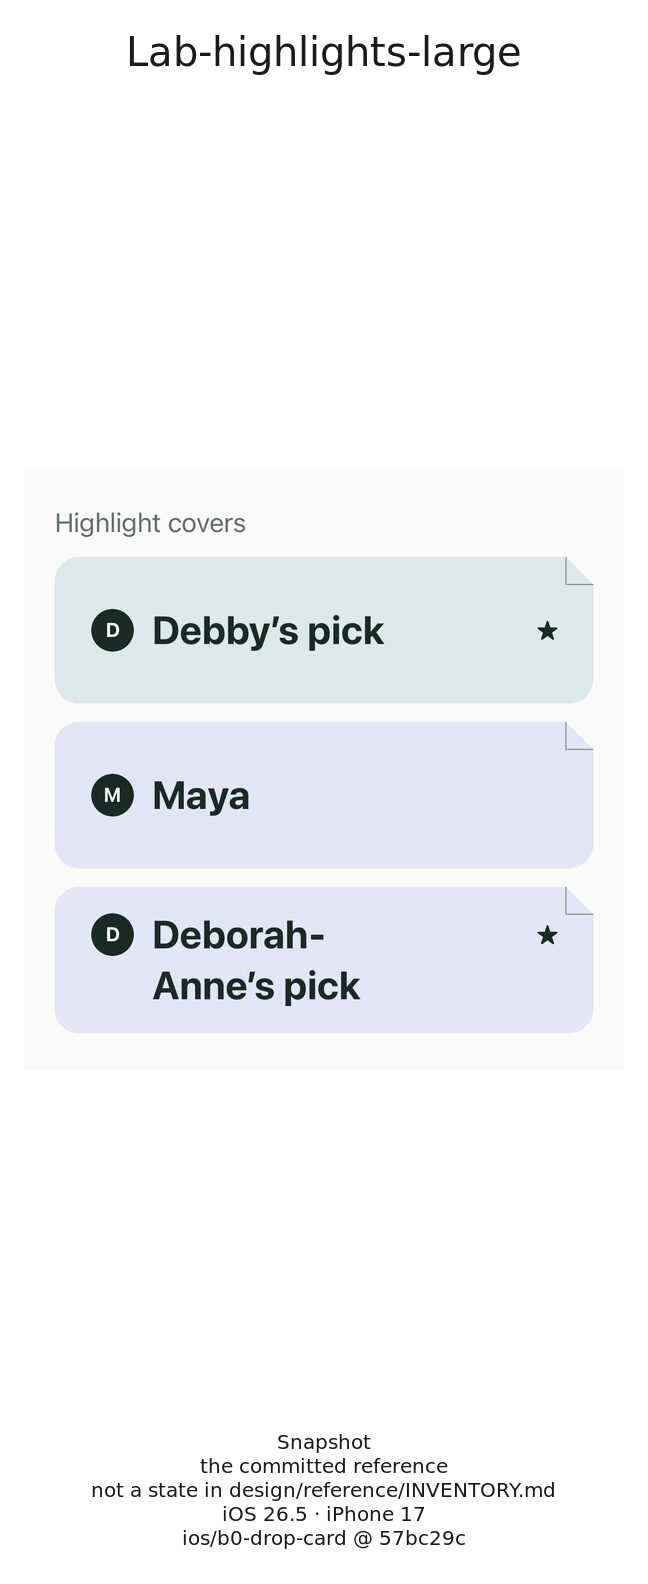 Lab-highlights-large
Highlight covers
D Debby’s pick ★
M Maya
D Deborah-
Anne’s pick ★
Snapshot
the committed reference
not a state in design/reference/INVENTORY.md
iOS 26.5 · iPhone 17
ios/b0-drop-card @ 57bc29c